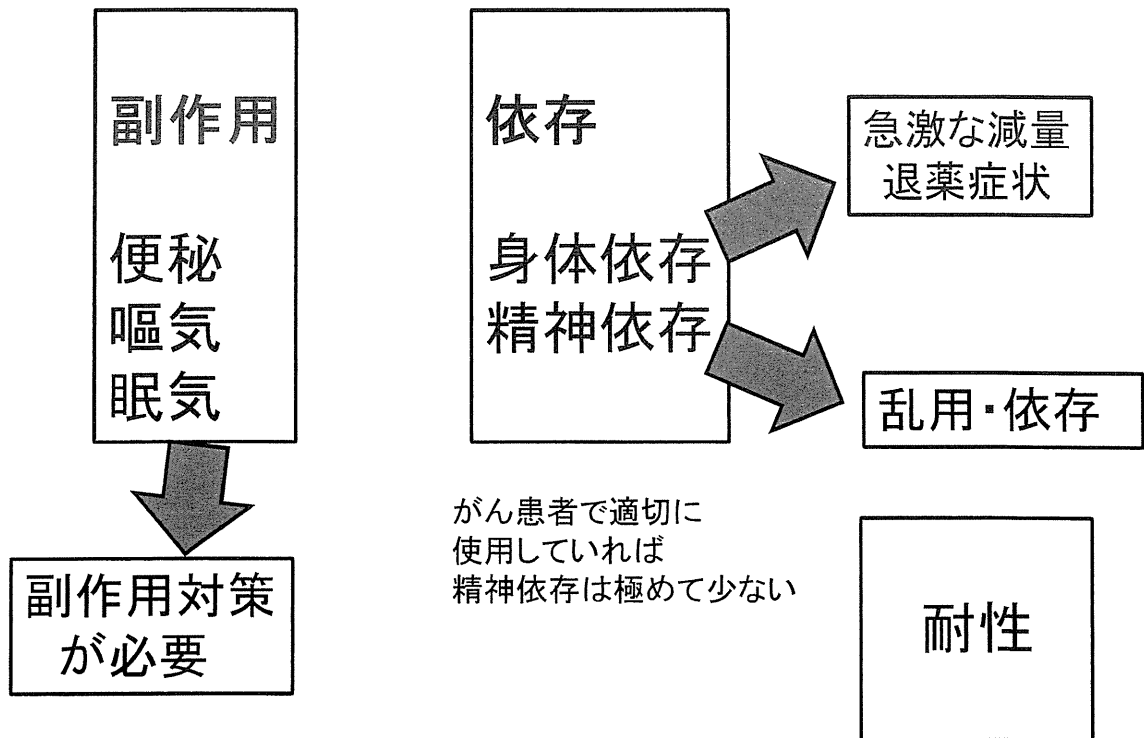 副作用
便秘
嘔気
眠気
副作用対策
が必要
依存
身体依存
精神依存
急激な減量
退薬症状
乱用・依存
がん患者で適切に
使用していれば
精神依存は極めて少ない
耐性